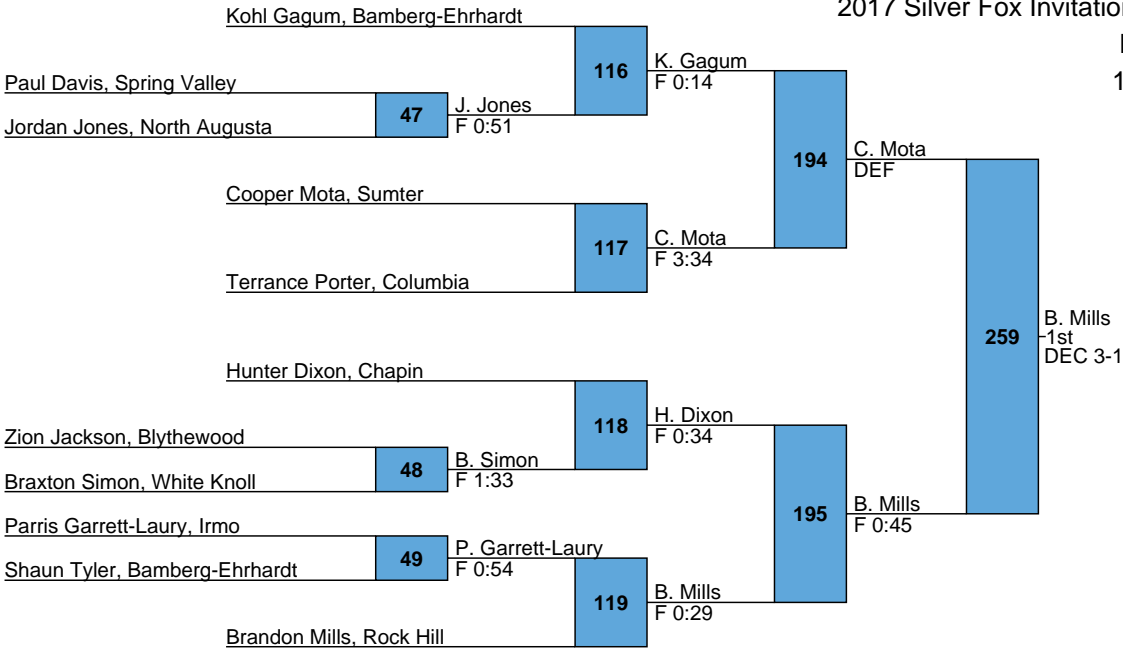 Kohl Gagum, Bamberg-Ehrhardt
2017 Silver Fox
116
K. Gagum
F 0:14
Paul Davis, Spring Valley
47
J. Jones
F 0:51
Jordan Jones, North Augusta
194
C. Mota
DEF
Cooper Mota, Sumter
117
C. Mota
F 3:34
Terrance Porter, Columbia
259
B. Mills
1st
DEC 3-1
Hunter Dixon, Chapin
118
H. Dixon
F 0:34
Zion Jackson, Blythewood
48
B. Simon
F 1:33
Braxton Simon, White Knoll
195
B. Mills
F 0:45
Parris Garrett-Laury, Irmo
49
P. Garrett-Laury
F 0:54
Shaun Tyler, Bamberg-Ehrhardt
119
B. Mills
F 0:29
Brandon Mills, Rock Hill